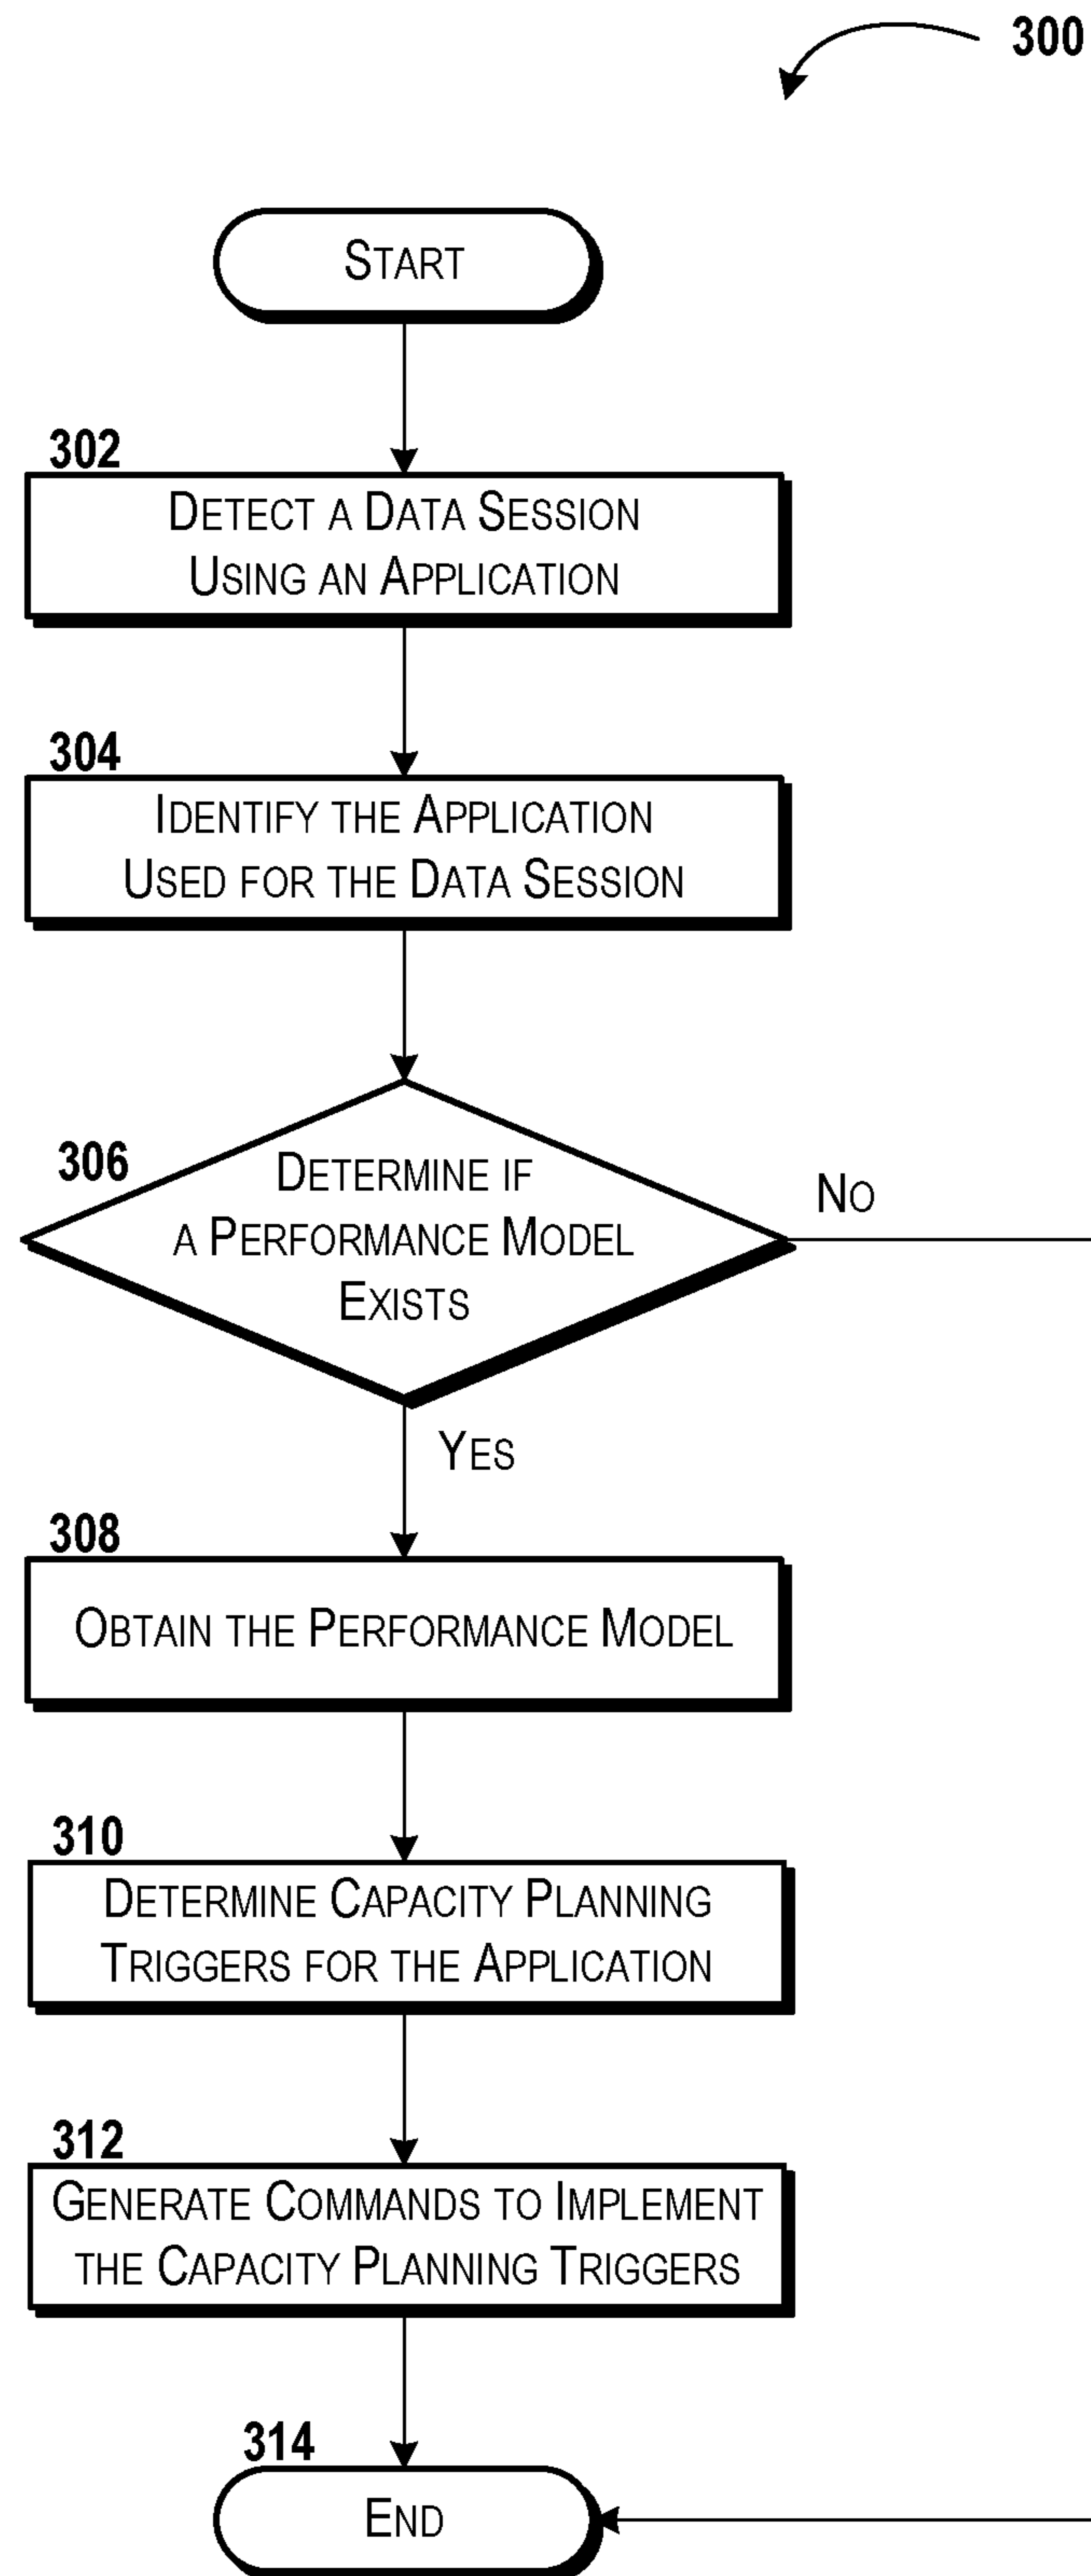 300
START
302
DETECT A DATA SESSION
USING AN APPLICATION
304
IDENTIFY THE APPLICATION
USED FOR THE DATA SESSION
306
DETERMINE IF
A PERFORMANCE MODEL
EXISTS
NO
YES
308
OBTAIN THE PERFORMANCE MODEL
310
DETERMINE CAPACITY PLANNING
TRIGGERS FOR THE APPLICATION
312
GENERATE COMMANDS TO IMPLEMENT
THE CAPACITY PLANNING TRIGGERS
314
END